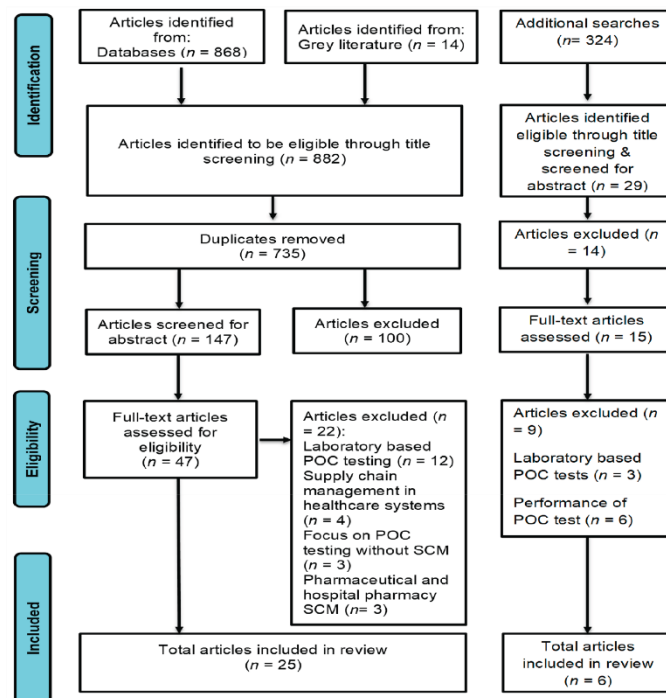 Identification
Articles identified
from:
Databases (n = 868)
Articles identified from:
Grey literature (n = 14)
Additional searches
(n= 324)
Articles identified to be eligible through title
screening (n = 882)
Articles identified
eligible through title
screening &
screened for
abstract (n = 29)
Screening
Duplicates removed
(n = 735)
Articles excluded (n
= 14)
Articles screened for
abstract (n = 147)
Articles excluded
(n = 100)
Full-text articles
assessed (n = 15)
Eligibility
Full-text articles
assessed for
eligibility
(n = 47)
Articles excluded (n
= 22):
Laboratory based
POC testing (n = 12)
Supply chain
management in
healthcare systems
(n = 4)
Focus on POC
testing without SCM
(n = 3)
Pharmaceutical and
hospital pharmacy
SCM (n= 3)
Articles excluded (n
= 9)
Laboratory based
POC tests (n = 3)
Performance of
POC test (n = 6)
Included
Total articles included in review
(n = 25)
Total articles
included in review
(n = 6)